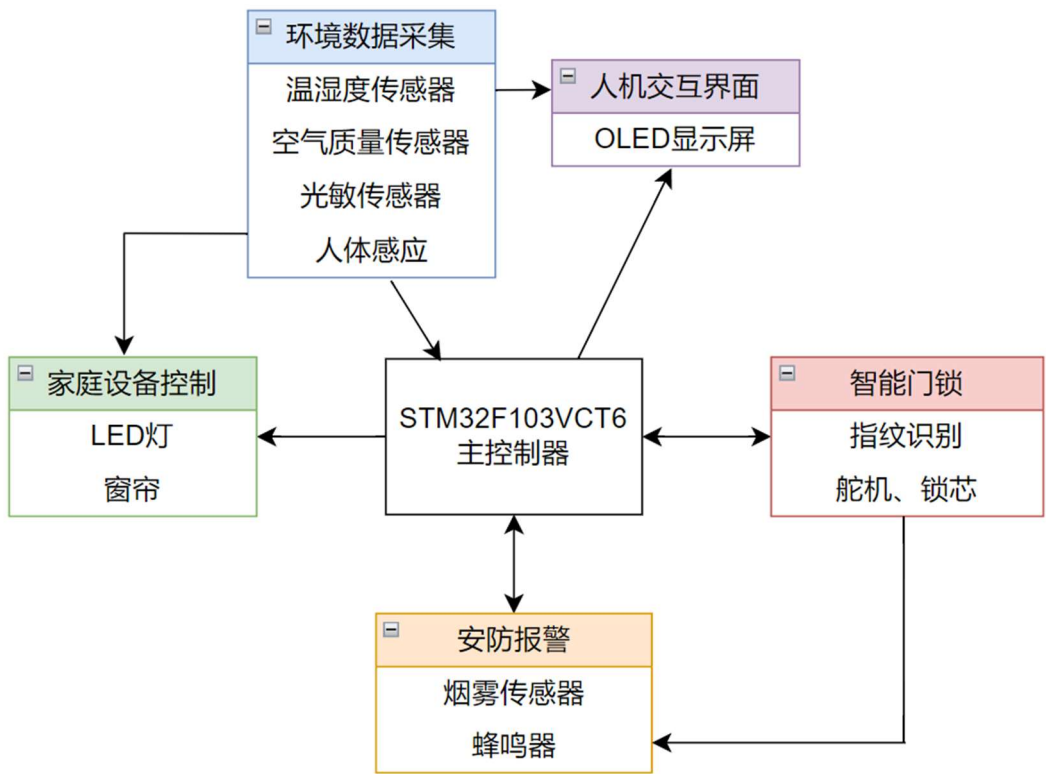 环境数据采集
温湿度传感器
空气质量传感器
光敏传感器
人体感应
人机交互界面
OLED显示屏
家庭设备控制
LED灯
窗帘
STM32F103VCT6
主控制器
智能门锁
指纹识别
舵机、锁芯
安防报警
烟雾传感器
蜂鸣器